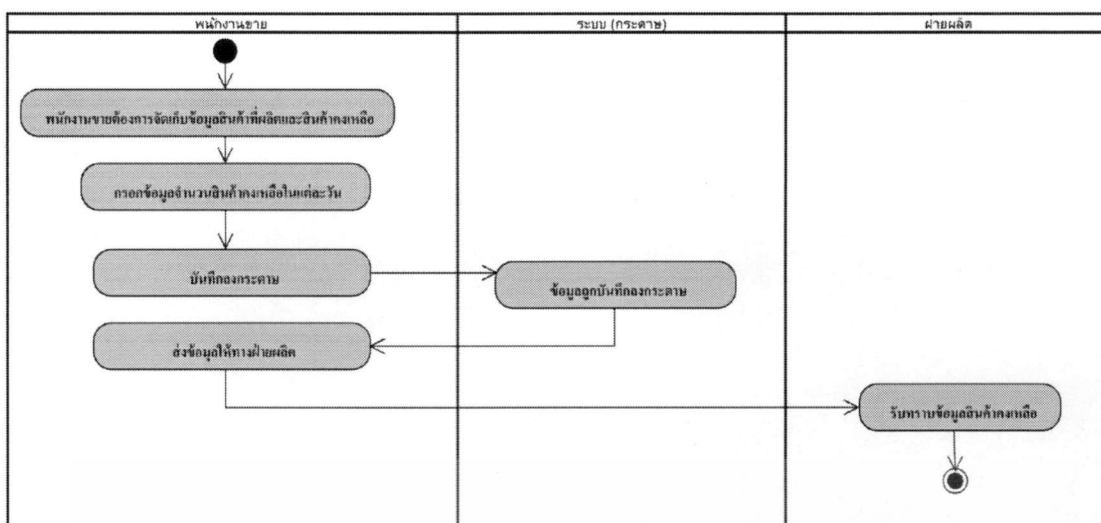 พนักงานขาย
ระบบ (กระดาษ)
ฝ่ายผลิต
พนักงานขายต้องการจัดเก็บข้อมูลสินค้าที่ผลิตและสินค้าคงเหลือ
กรอกข้อมูลจำนวนสินค้าคงเหลือในแต่ละวัน
บันทึกลงกระดาษ
ข้อมูลถูกบันทึกลงกระดาษ
ส่งข้อมูลให้ทางฝ่ายผลิต
รับทราบข้อมูลสินค้าคงเหลือ